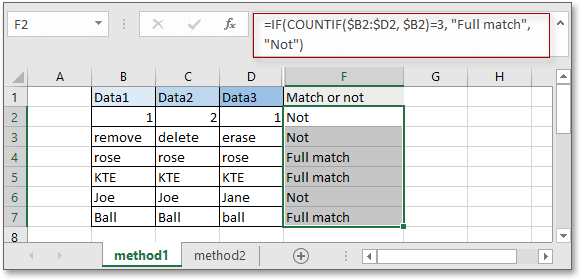 F2
fx
=IF(COUNTIF($B2:$D2, $B2)=3, "Full match",
"Not")
A B C D E F G H
1 Data1 Data2 Data3 Match or not
2 1 2 1 Not
3 remove delete erase Not
4 rose rose rose Full match
5 KTE KTE KTE Full match
6 Joe Joe Jane Not
7 Ball Ball ball Full match
8
method1 method2